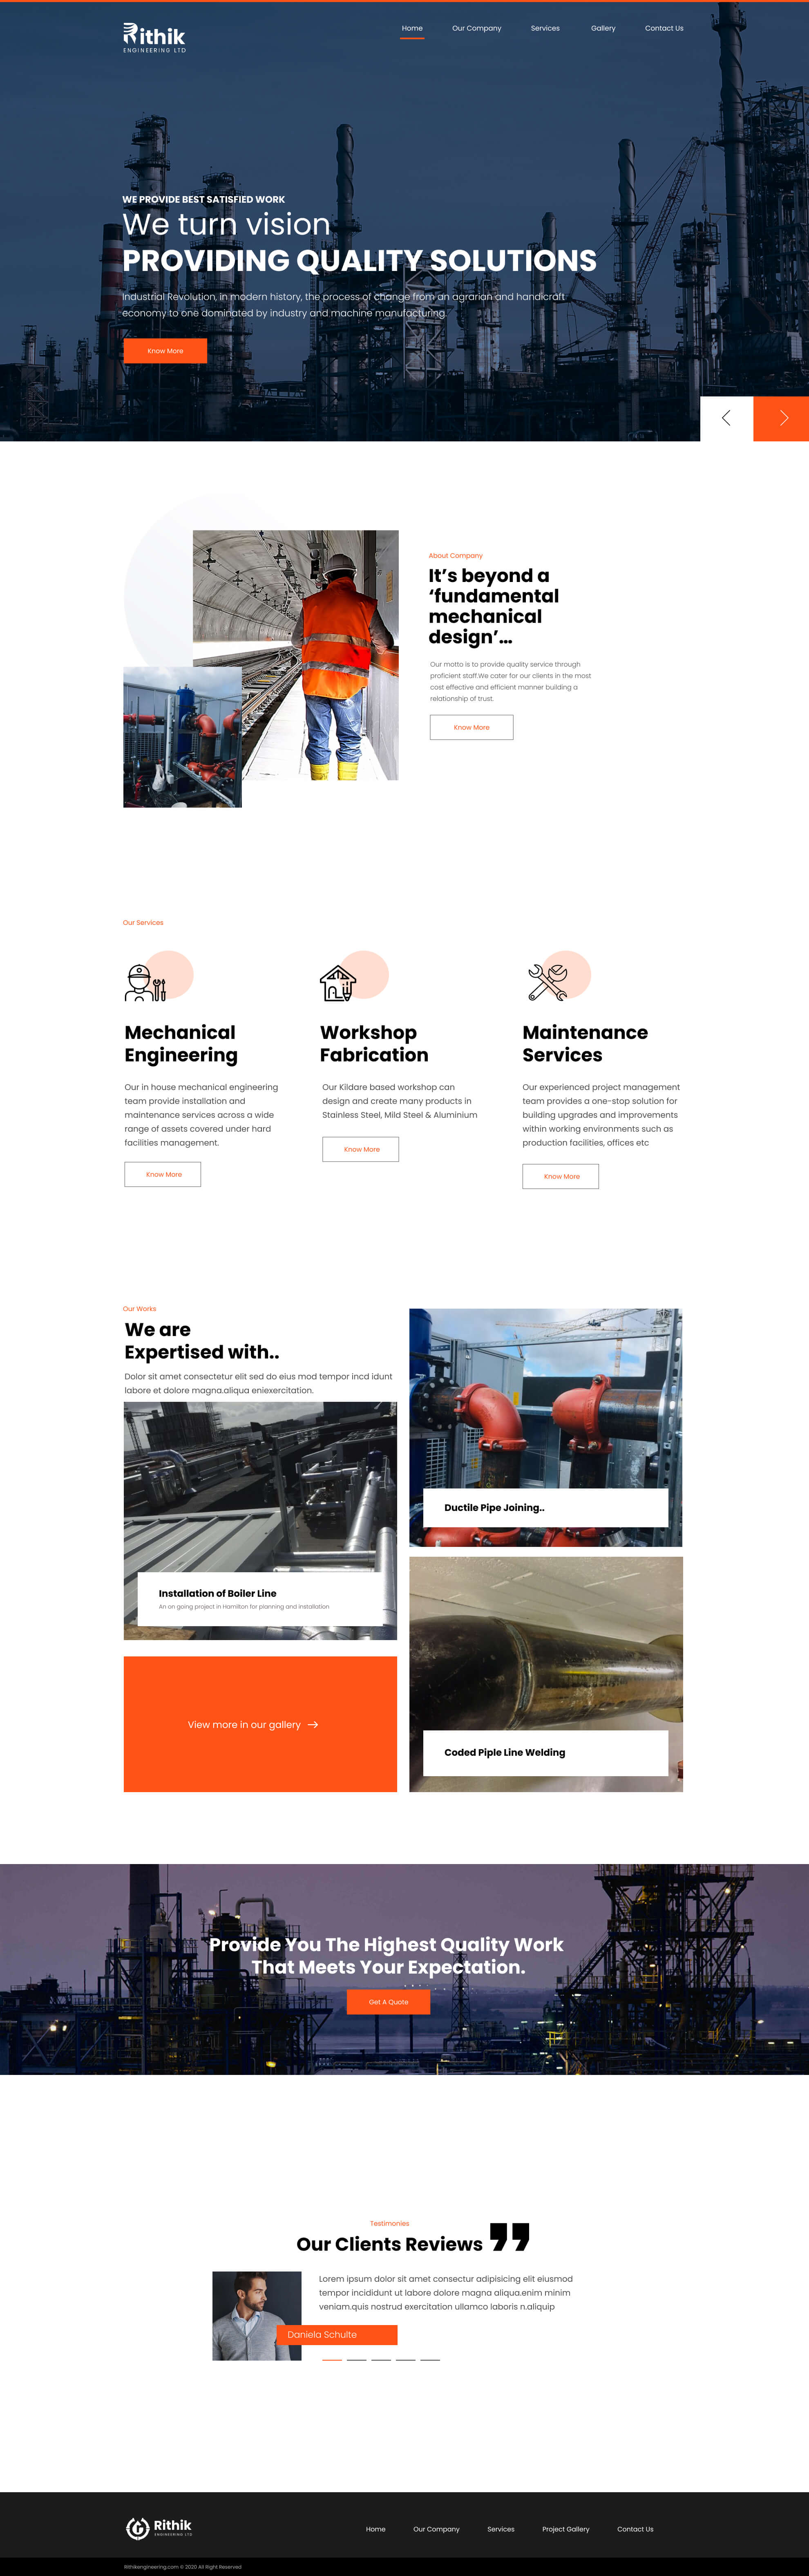 Rithik
ENGINEERING LTD
Home
Our Company
Services
Gallery
Contact Us
WE PROVIDE BEST SATISFIED WORK
We turn vision
PROVIDING QUALITY SOLUTIONS
Industrial Revolution, in modern history, the process of change from an agrarian and handicraft
economy to one dominated by industry and machine manufacturing.
Know More
About Company
It’s beyond a
‘fundamental
mechanical
design’...
Our motto is to provide quality service through
proficient staff.We cater for our clients in the most
cost effective and efficient manner building a
relationship of trust.
Know More
Our Services
Mechanical
Engineering
Our in house mechanical engineering
team provide installation and
maintenance services across a wide
range of assets covered under hard
facilities management.
Know More
Workshop
Fabrication
Our Kildare based workshop can
design and create many products in
Stainless Steel, Mild Steel & Aluminium
Know More
Maintenance
Services
Our experienced project management
team provides a one-stop solution for
building upgrades and improvements
within working environments such as
production facilities, offices etc
Know More
Our Works
We are
Expertised with..
Dolor sit amet consectetur elit sed do eius mod tempor incd idunt
labore et dolore magna.aliqua eniexercitation.
Installation of Boiler Line
An on going project in Hamilton for planning and installation
View more in our gallery →
Ductile Pipe Joining..
Coded Piple Line Welding
Provide You The Highest Quality Work
That Meets Your Expectation.
Get A Quote
Testimonies
Our Clients Reviews
Lorem ipsum dolor sit amet consectur adipisicing elit eiusmod
tempor incididunt ut labore dolore magna aliqua.enim minim
veniam.quis nostrud exercitation ullamco laboris n.aliquip
Daniela Schulte
Rithik
ENGINEERING LTD
Home
Our Company
Services
Project Gallery
Contact Us
Rithikengineering.com © 2020 All Right Reserved